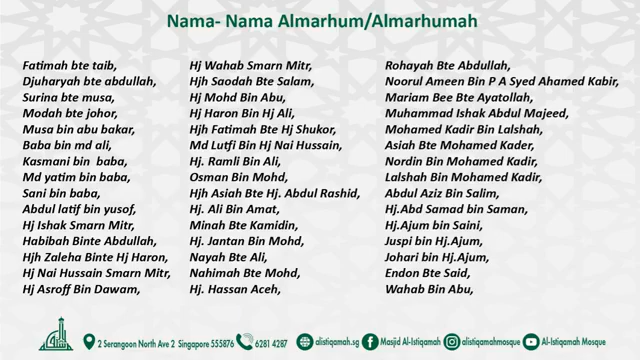 Nama- Nama Almarhum/Almarhumah
Fatimah bte taib,
Djuharyah bte abdullah,
Surina bte musa,
Modah bte johor,
Musa bin abu bakar,
Baba bin md ali,
Kasmani bin  baba,
Md yatim bin baba,
Sani bin baba,
Abdul latif bin yusof,
Hj Ishak Smarn Mitr,
Habibah Binte Abdullah,
Hjh Zaleha Binte Hj Haron,
Hj Nai Hussain Smarn Mitr,
Hj Asroff Bin Dawam,
Hj Wahab Smarn Mitr,
Hjh Saodah Bte Salam,
Hj Mohd Bin Abu,
Hj Haron Bin Hj Ali,
Hjh Fatimah Bte Hj Shukor,
Md Lutfi Bin Hj Nai Hussain,
Hj. Ramli Bin Ali,
Osman Bin Mohd,
Hjh Asiah Bte Hj. Abdul Rashid,
Hj. Ali Bin Amat,
Minah Bte Kamidin,
Hj. Jantan Bin Mohd,
Nayah Bte Ali,
Nahimah Bte Mohd,
Hj. Hassan Aceh,
Rohayah Bte Abdullah,
Noorul Ameen Bin P A Syed Ahamed Kabir,
Mariam Bee Bte Ayatollah,
Muhammad Ishak Abdul Majeed,
Mohamed Kadir Bin Lalshah,
Asiah Bte Mohamed Kader,
Nordin Bin Mohamed Kadir,
Lalshah Bin Mohamed Kadir,
Abdul Aziz Bin Salim,
Hj.Abd Samad bin Saman,
Hj.Ajum bin Saini,
Juspi bin Hj.Ajum,
Johari bin Hj.Ajum,
Endon Bte Said,
Wahab Bin Abu,
2 Serangoon North Ave 2  Singapore 555876
6281 4287
alistiqamah.sg
Masjid Al-Istiqamah
alistiqamahmosque
Al-Istiqamah Mosque